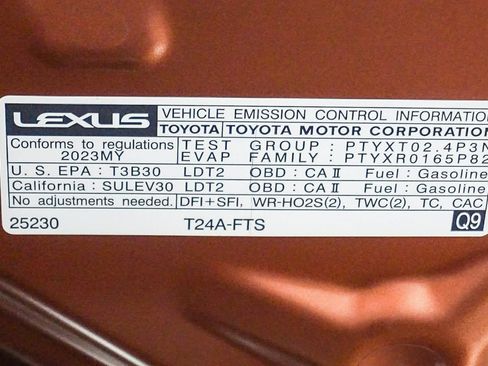 LEXUS VEHICLE EMISSION CONTROL INFORMATION
TOYOTA TOYOTA MOTOR CORPORATION
Conforms to regulations TEST GROUP : PTYXT02.4P3N
2023MY EVAP FAMILY : PTYXR0165P82
U. S. EPA : T3B30 LDT2 OBD : CA II Fuel : Gasoline
California : SULEV30 LDT2 OBD : CA II Fuel : Gasoline
No adjustments needed. DFI+SFI, WR-HO2S(2), TWC(2), TC, CAC
25230 T24A-FTS Q9